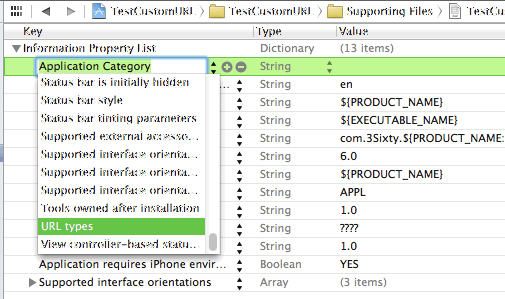 TestCustomURL TestCustomURL Supporting Files TestCust
Key Type Value
Information Property List Dictionary (13 items)
Application Category String
Status bar is initially hidden String en
Status bar style String ${PRODUCT_NAME}
Status bar tinting parameters String ${EXECUTABLE_NAME}
Supported external accesso... String com.3Sixty.${PRODUCT_NAME:
Supported interface orienta... String 6.0
Supported interface orienta... String ${PRODUCT_NAME}
Supported interface orienta... String APPL
Tools owned after installation String 1.0
URL types String ????
View controller-based statu... String 1.0
Application requires iPhone envir... Boolean YES
Supported interface orientations Array (3 items)